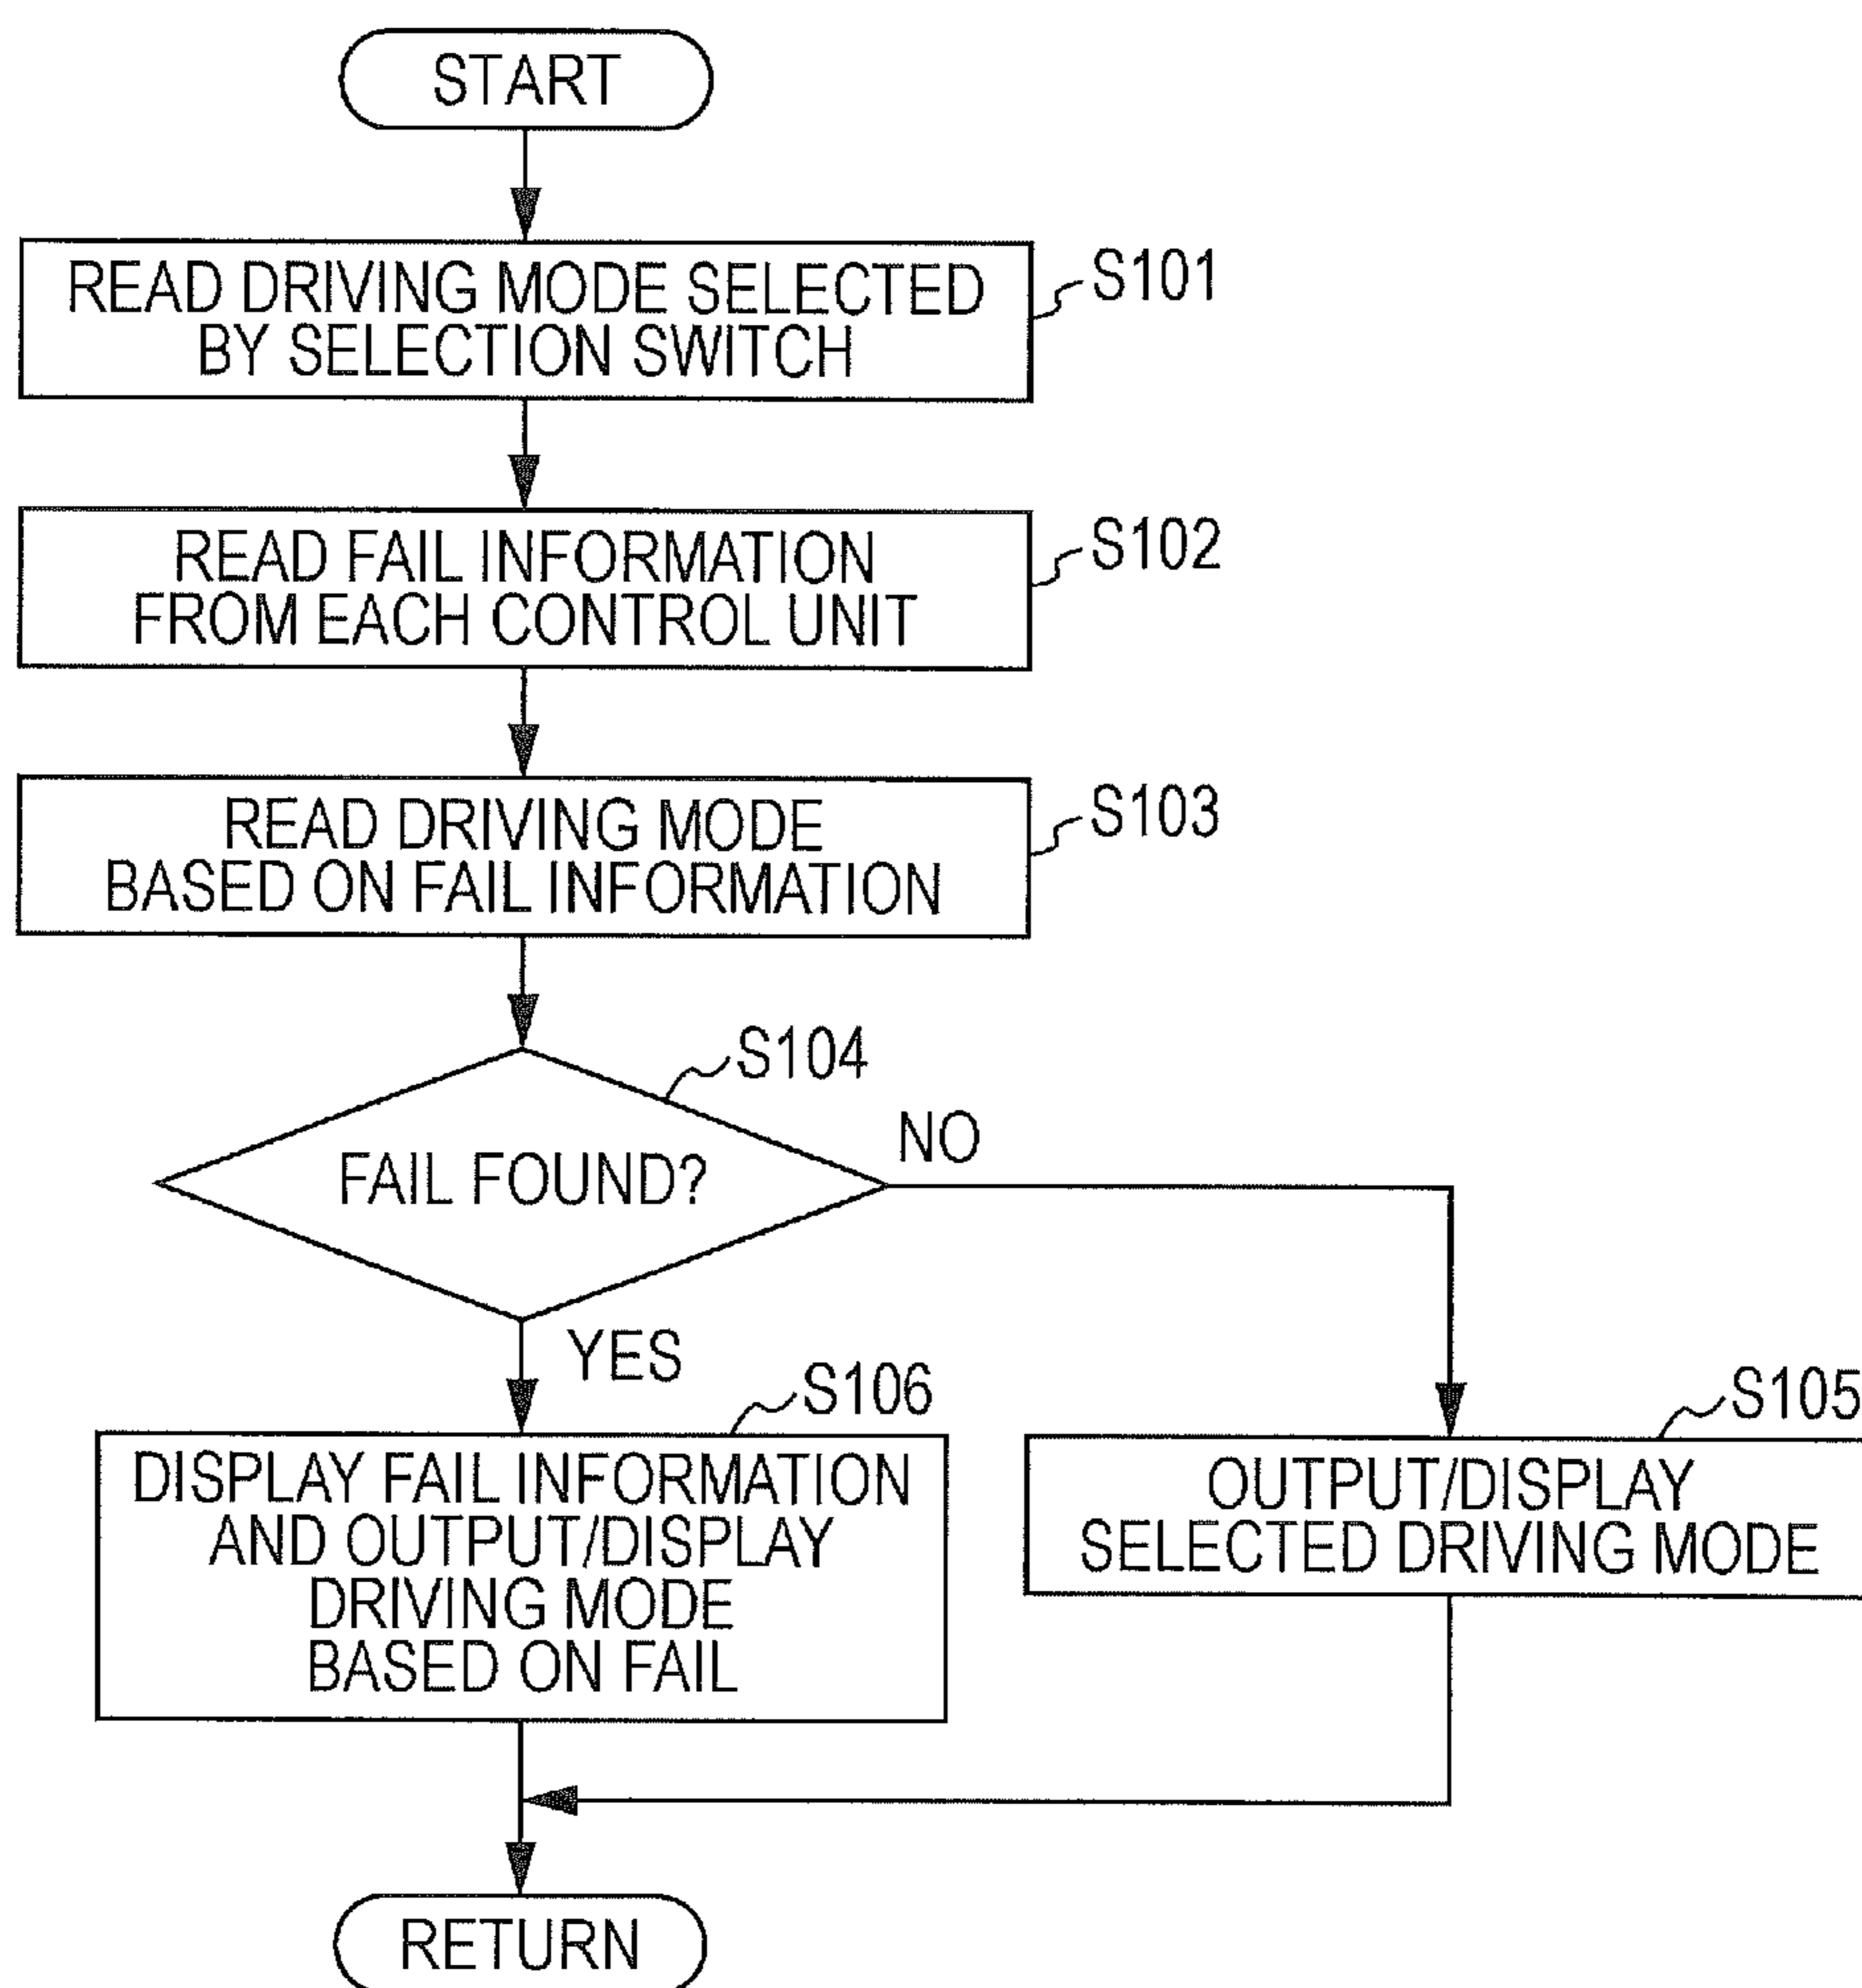 START
READ DRIVING MODE SELECTED
BY SELECTION SWITCH
S101
READ FAIL INFORMATION
FROM EACH CONTROL UNIT
S102
READ DRIVING MODE
BASED ON FAIL INFORMATION
S103
S104
FAIL FOUND?
NO
YES
S106
DISPLAY FAIL INFORMATION
AND OUTPUT/DISPLAY
DRIVING MODE
BASED ON FAIL
S105
OUTPUT/DISPLAY
SELECTED DRIVING MODE
RETURN